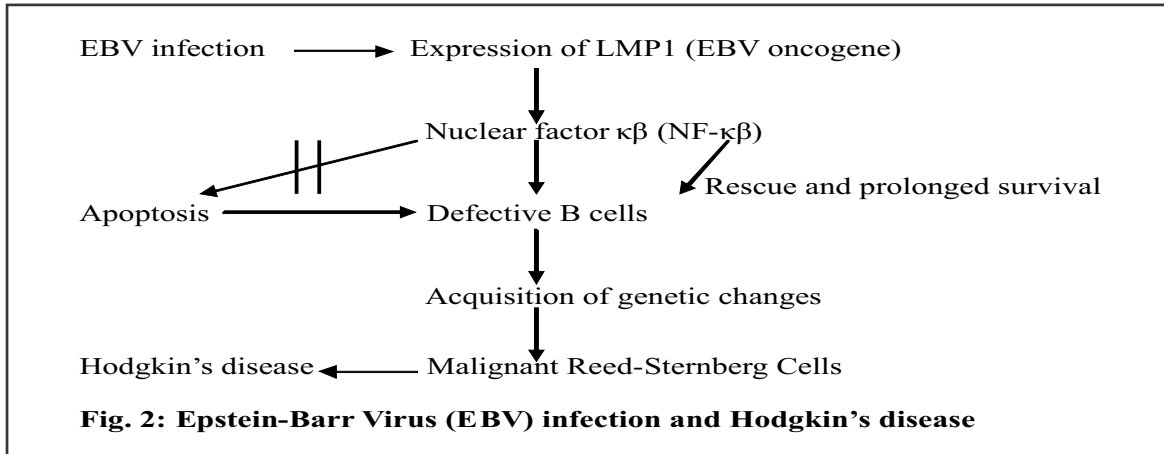 EBV infection Expression of LMP1 (EBV oncogene)
Nuclear factor κβ (NF-κβ)
Rescue and prolonged survival
Apoptosis Defective B cells
Acquisition of genetic changes
Hodgkin's disease Malignant Reed-Sternberg Cells
Fig. 2: Epstein-Barr Virus (EBV) infection and Hodgkin's disease